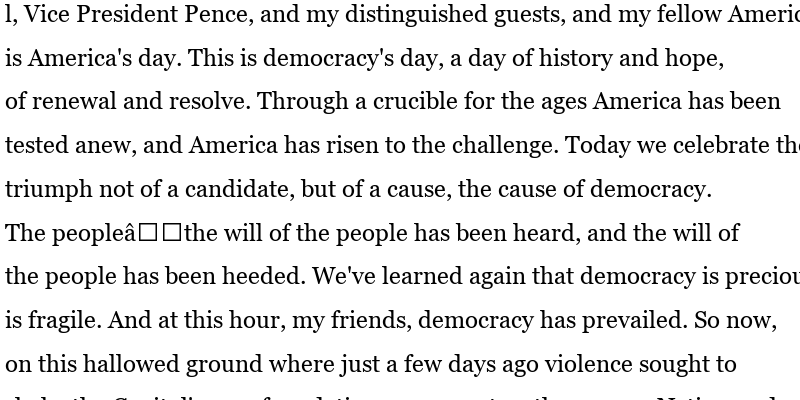 l, Vice President Pence, and my distinguished guests, and my fellow Americ
is America's day. This is democracy's day, a day of history and hope,
of renewal and resolve. Through a crucible for the ages America has been
tested anew, and America has risen to the challenge. Today we celebrate the
triumph not of a candidate, but of a cause, the cause of democracy.
The peopleâ□□the will of the people has been heard, and the will of
the people has been heeded. We've learned again that democracy is preciou
is fragile. And at this hour, my friends, democracy has prevailed. So now,
on this hallowed ground where just a few days ago violence sought to